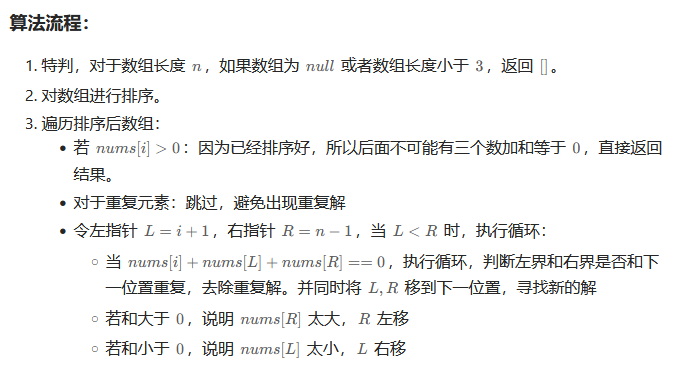 算法流程：
1. 特判，对于数组长度 n，如果数组为 null 或者数组长度小于 3，返回 []。
2. 对数组进行排序。
3. 遍历排序后数组：
• 若 nums[i] > 0：因为已经排序好，所以后面不可能有三个数加和等于 0，直接返回
结果。
• 对于重复元素：跳过，避免出现重复解
• 令左指针 L = i + 1，右指针 R = n − 1，当 L < R 时，执行循环：
○ 当 nums[i] + nums[L] + nums[R] == 0，执行循环，判断左界和右界是否和下
一位置重复，去除重复解。并同时将 L, R 移到下一位置，寻找新的解
○ 若和大于 0，说明 nums[R] 太大，R 左移
○ 若和小于 0，说明 nums[L] 太小，L 右移